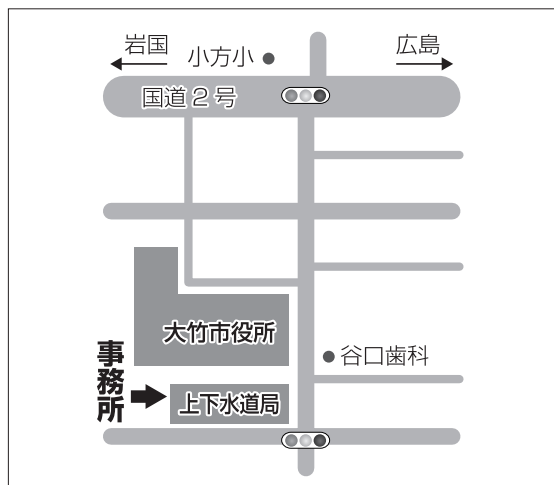 岩国
小方小
広島
国道2号
大竹市役所
谷口歯科
事務所
上下水道局